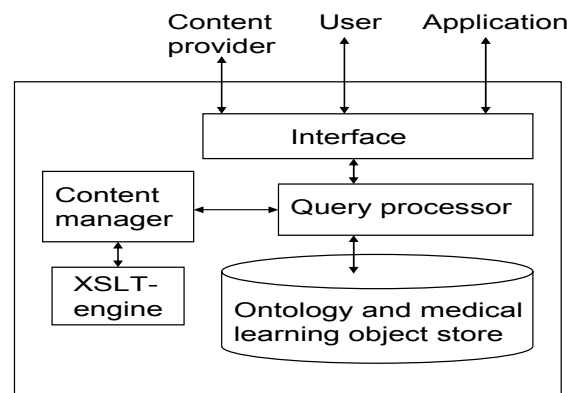 Content provider
User
Application
Interface
Content manager
Query processor
XSLT-engine
Ontology and medical learning object store